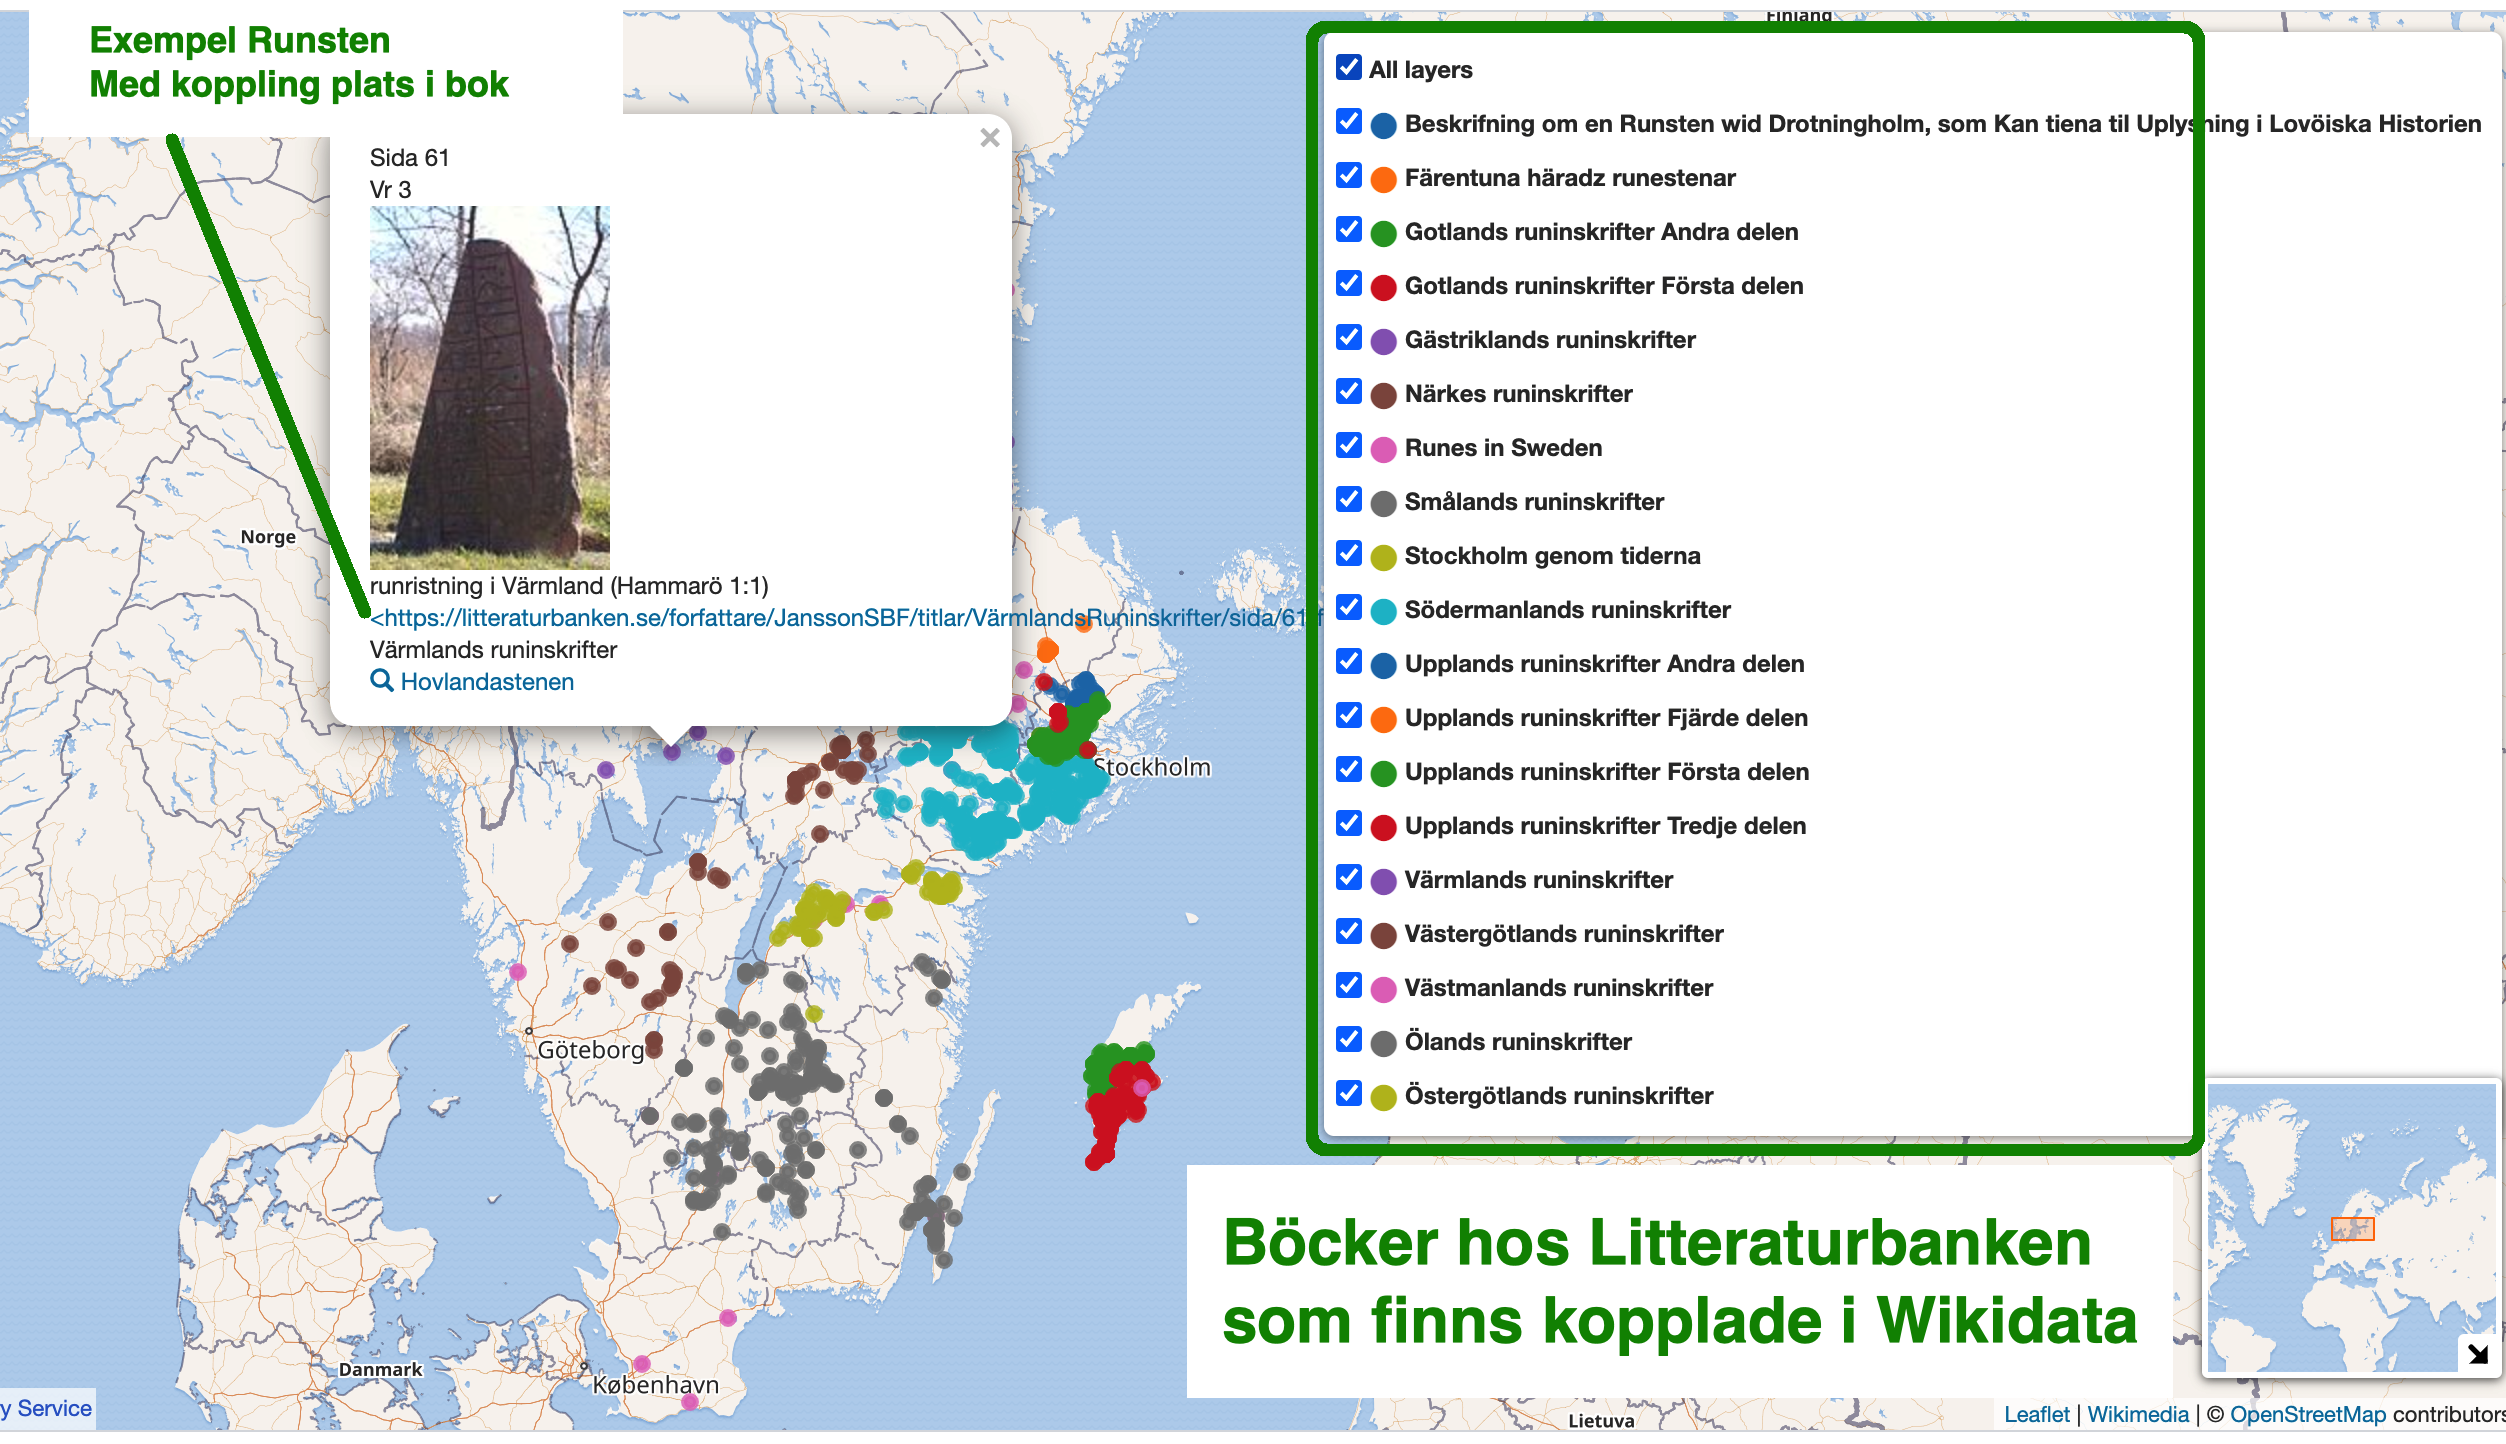 Exempel Runsten
Med koppling plats i bok
Sida 61
Vr 3
runristning i Värmland (Hammarö 1:1)
<https://litteraturbanken.se/forfattare/JanssonSBF/titlar/VärmlandsRuninskrifter/sida/61/f
Värmlands runinskrifter
Hovlandastenen
Norge
Stockholm
Göteborg
Danmark
København
Finland
All layers
Beskrifning om en Runsten wid Drotningholm, som Kan tiena til Uplysning i Lovöiska Historien
Färentuna häradz runestenar
Gotlands runinskrifter Andra delen
Gotlands runinskrifter Första delen
Gästriklands runinskrifter
Närkes runinskrifter
Runes in Sweden
Smålands runinskrifter
Stockholm genom tiderna
Södermanlands runinskrifter
Upplands runinskrifter Andra delen
Upplands runinskrifter Fjärde delen
Upplands runinskrifter Första delen
Upplands runinskrifter Tredje delen
Värmlands runinskrifter
Västergötlands runinskrifter
Västmanlands runinskrifter
Ölands runinskrifter
Östergötlands runinskrifter
Böcker hos Litteraturbanken
som finns kopplade i Wikidata
Lietuva
y Service
Leaflet | Wikimedia | © OpenStreetMap contributors